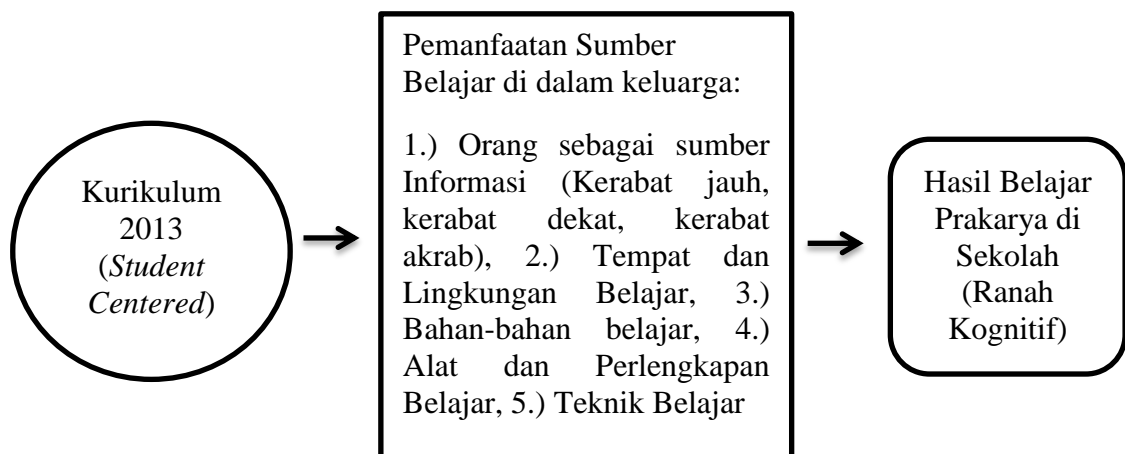 Kurikulum
2013
(Student
Centered)
Pemanfaatan Sumber
Belajar di dalam keluarga:
1.) Orang sebagai sumber
Informasi (Kerabat jauh,
kerabat dekat, kerabat
akrab), 2.) Tempat dan
Lingkungan Belajar, 3.)
Bahan-bahan belajar, 4.)
Alat dan Perlengkapan
Belajar, 5.) Teknik Belajar
Hasil Belajar
Prakarya di
Sekolah
(Ranah
Kognitif)